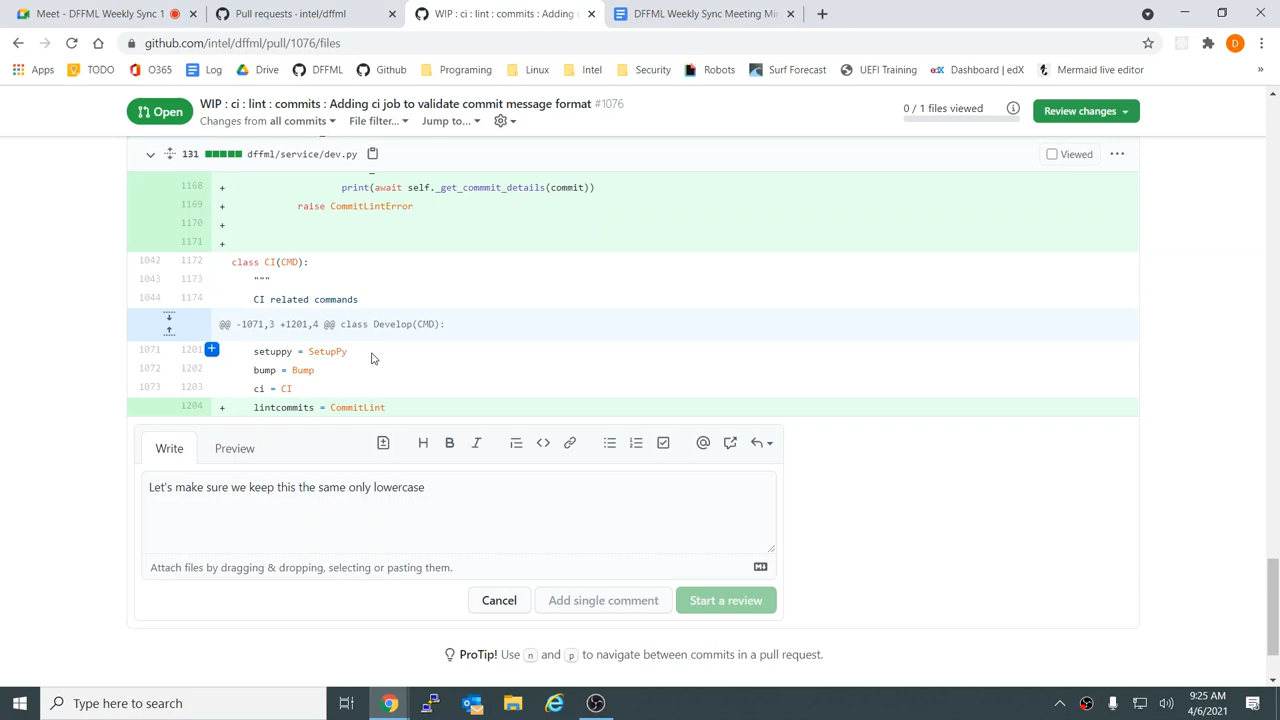 Meet - DFFML Weekly Sync 1
Pull requests · intel/dffml
WIP : ci : lint : commits : Adding c
DFFML Weekly Sync Meeting Mi
github.com/intel/dffml/pull/1076/files
Apps
TODO
O365
Log
Drive
DFFML
Github
Programing
Linux
Intel
Security
Robots
Surf Forecast
UEFI Training
Dashboard | edX
Mermaid live editor
»
Open
WIP : ci : lint : commits : Adding ci job to validate commit message format #1076
Changes from all commits
File filter...
Jump to...
0 / 1 files viewed
Review changes
131 dffml/service/dev.py
Viewed
1168 + print(await self._get_commmit_details(commit))
1169 + raise CommitLintError
1170 +
1171 +
1042 1172 class CI(CMD):
1043 1173 """
1044 1174 CI related commands
@@ -1071,3 +1201,4 @@ class Develop(CMD):
1071 1201 setuppy = SetupPy
1072 1202 bump = Bump
1073 1203 ci = CI
1204 + lintcommits = CommitLint
Write
Preview
Let's make sure we keep this the same only lowercase
Attach files by dragging & dropping, selecting or pasting them.
Cancel
Add single comment
Start a review
ProTip! Use n and p to navigate between commits in a pull request.
Type here to search
9:25 AM
4/6/2021